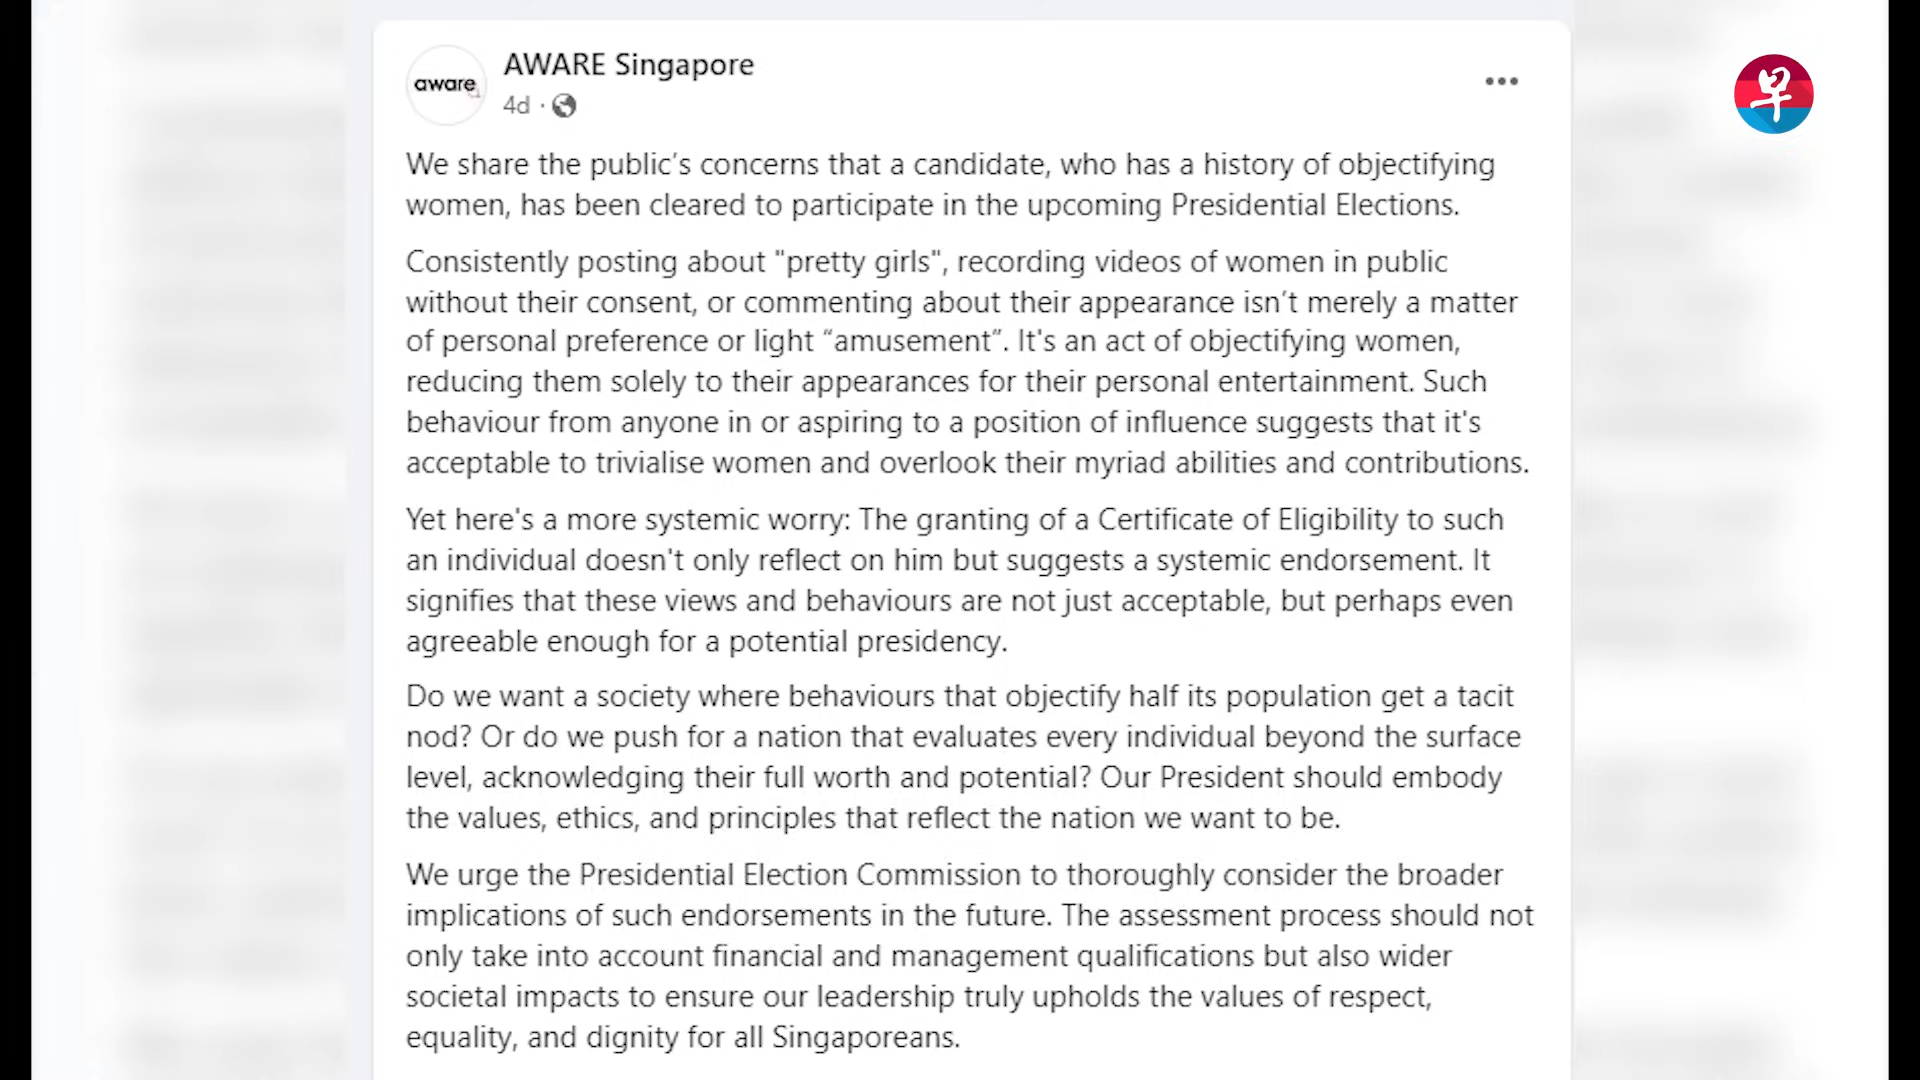 aware
AWARE Singapore
4d ·
早
We share the public's concerns that a candidate, who has a history of objectifying
women, has been cleared to participate in the upcoming Presidential Elections.
Consistently posting about "pretty girls", recording videos of women in public
without their consent, or commenting about their appearance isn't merely a matter
of personal preference or light “amusement”. It's an act of objectifying women,
reducing them solely to their appearances for their personal entertainment. Such
behaviour from anyone in or aspiring to a position of influence suggests that it's
acceptable to trivialise women and overlook their myriad abilities and contributions.
Yet here's a more systemic worry: The granting of a Certificate of Eligibility to such
an individual doesn't only reflect on him but suggests a systemic endorsement. It
signifies that these views and behaviours are not just acceptable, but perhaps even
agreeable enough for a potential presidency.
Do we want a society where behaviours that objectify half its population get a tacit
nod? Or do we push for a nation that evaluates every individual beyond the surface
level, acknowledging their full worth and potential? Our President should embody
the values, ethics, and principles that reflect the nation we want to be.
We urge the Presidential Election Commission to thoroughly consider the broader
implications of such endorsements in the future. The assessment process should not
only take into account financial and management qualifications but also wider
societal impacts to ensure our leadership truly upholds the values of respect,
equality, and dignity for all Singaporeans.